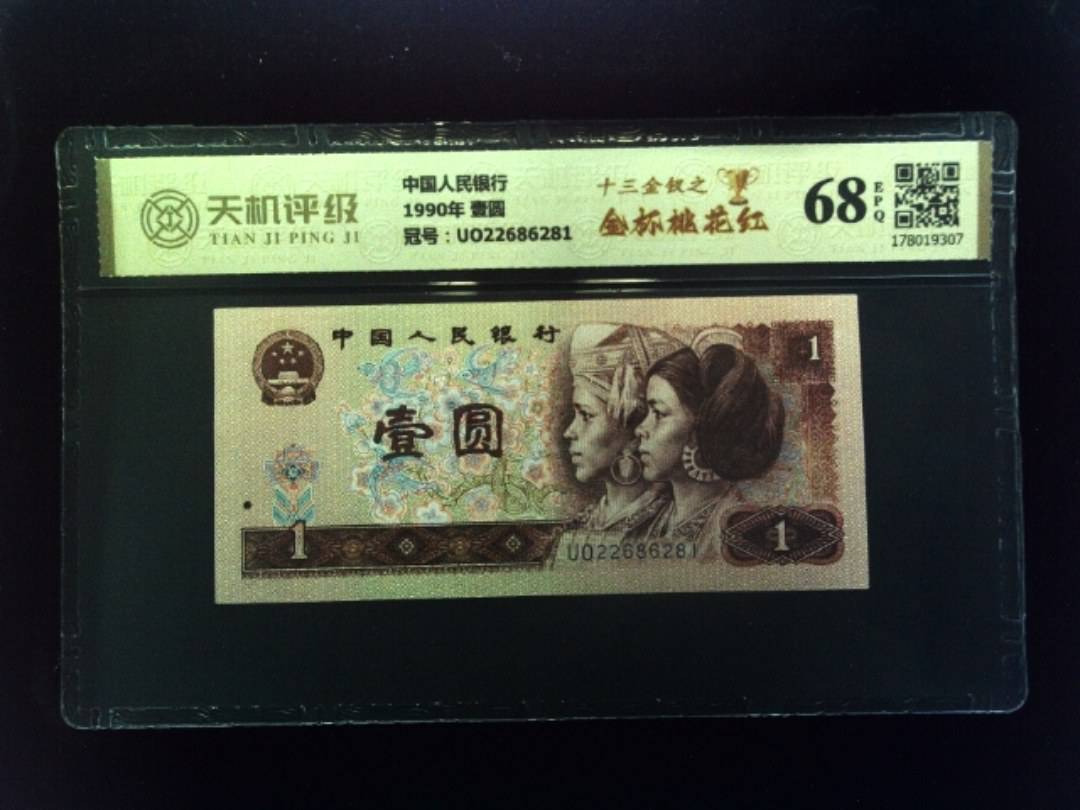 天机评级
TIAN JI PING JI
中国人民银行
1990年 壹圆
冠号：UO22686281
十三金钗之
金杯桃花红
68
EPQ
178019307
中国人民银行
1
壹圆
1
UO22686281
1